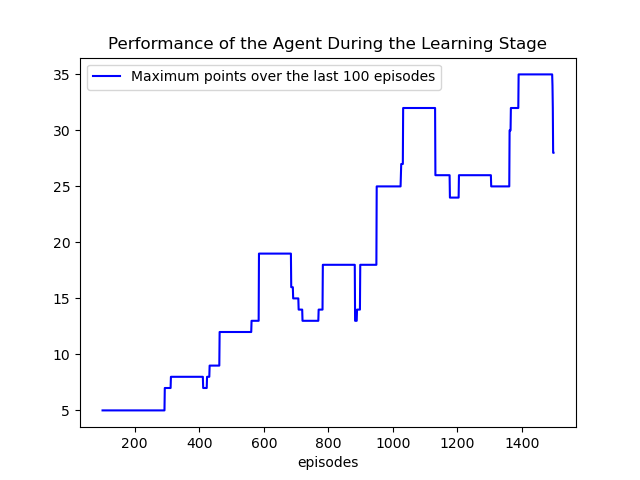 Performance of the Agent During the Learning Stage
Maximum points over the last 100 episodes
35
30
25
20
15
10
5
200 400 600 800 1000 1200 1400
episodes